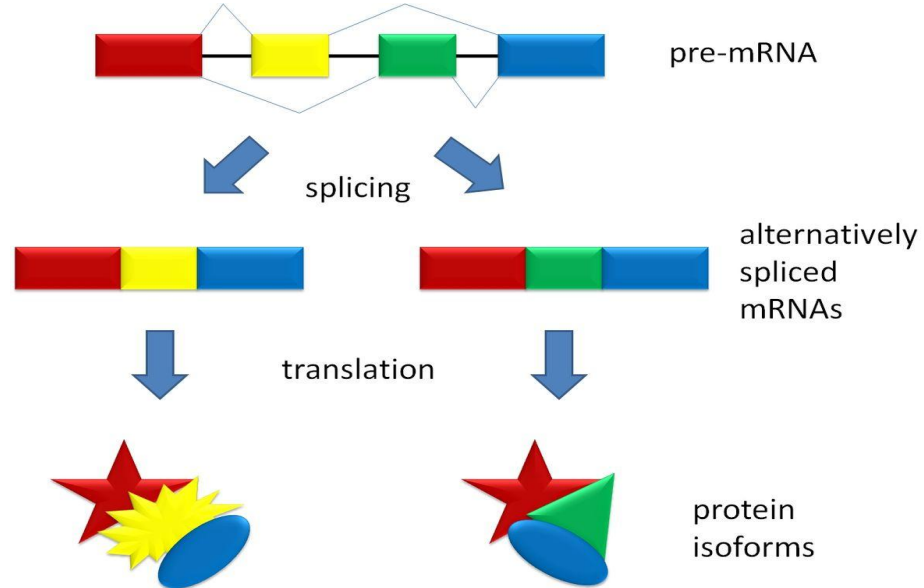 pre-mRNA
splicing
alternatively
spliced
mRNAs
translation
protein
isoforms